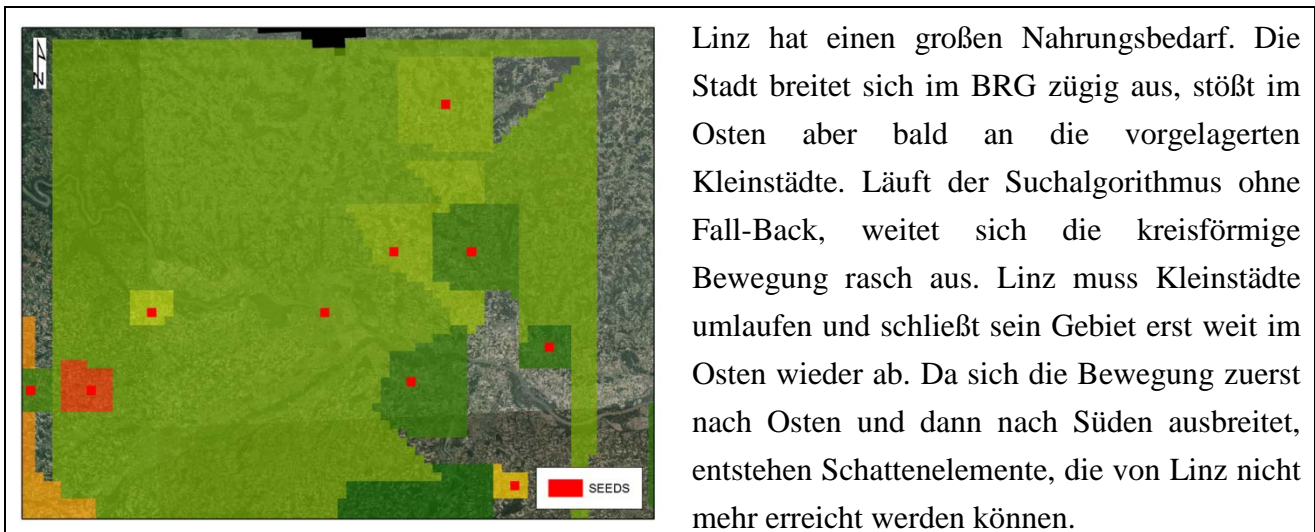 N
SEEDS
Linz hat einen großen Nahrungsbedarf. Die
Stadt breitet sich im BRG zügig aus, stößt im
Osten aber bald an die vorgelagerten
Kleinstädte. Läuft der Suchalgorithmus ohne
Fall-Back, weitet sich die kreisförmige
Bewegung rasch aus. Linz muss Kleinstädte
umlaufen und schließt sein Gebiet erst weit im
Osten wieder ab. Da sich die Bewegung zuerst
nach Osten und dann nach Süden ausbreitet,
entstehen Schattenelemente, die von Linz nicht
mehr erreicht werden können.